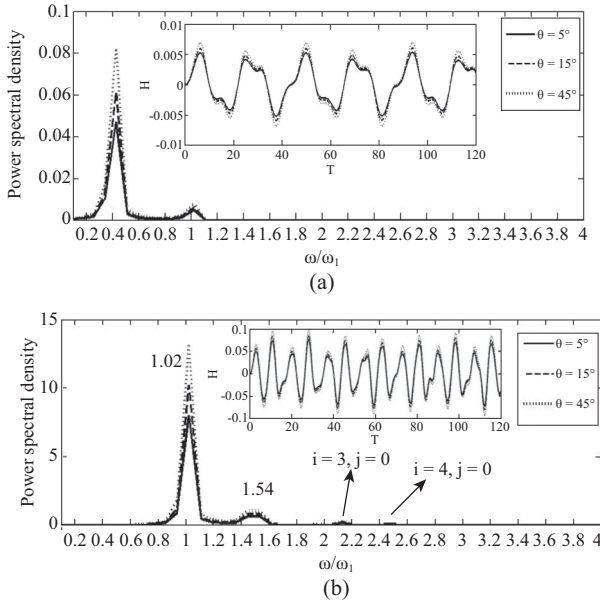 0.1
0.08
0.06
0.04
0.02
0
Power spectral density
0.01
0.005
0
-0.005
-0.01
H
0 20 40 60 80 100 120
T
θ = 5°
θ = 15°
θ = 45°
0.2 0.4 0.6 0.8 1 1.2 1.4 1.6 1.8 2 2.2 2.4 2.6 2.8 3 3.2 3.4 3.6 3.8 4
ω/ω1
(a)
15
10
5
0
Power spectral density
1.02
1.54
0.1
0.05
0
-0.05
-0.1
H
0 20 40 60 80 100 120
T
θ = 5°
θ = 15°
θ = 45°
i = 3, j = 0
i = 4, j = 0
0.2 0.4 0.6 0.8 1 1.2 1.4 1.6 1.8 2 2.2 2.4 2.6 2.8 3 3.2 3.4 3.6 3.8 4
ω/ω1
(b)